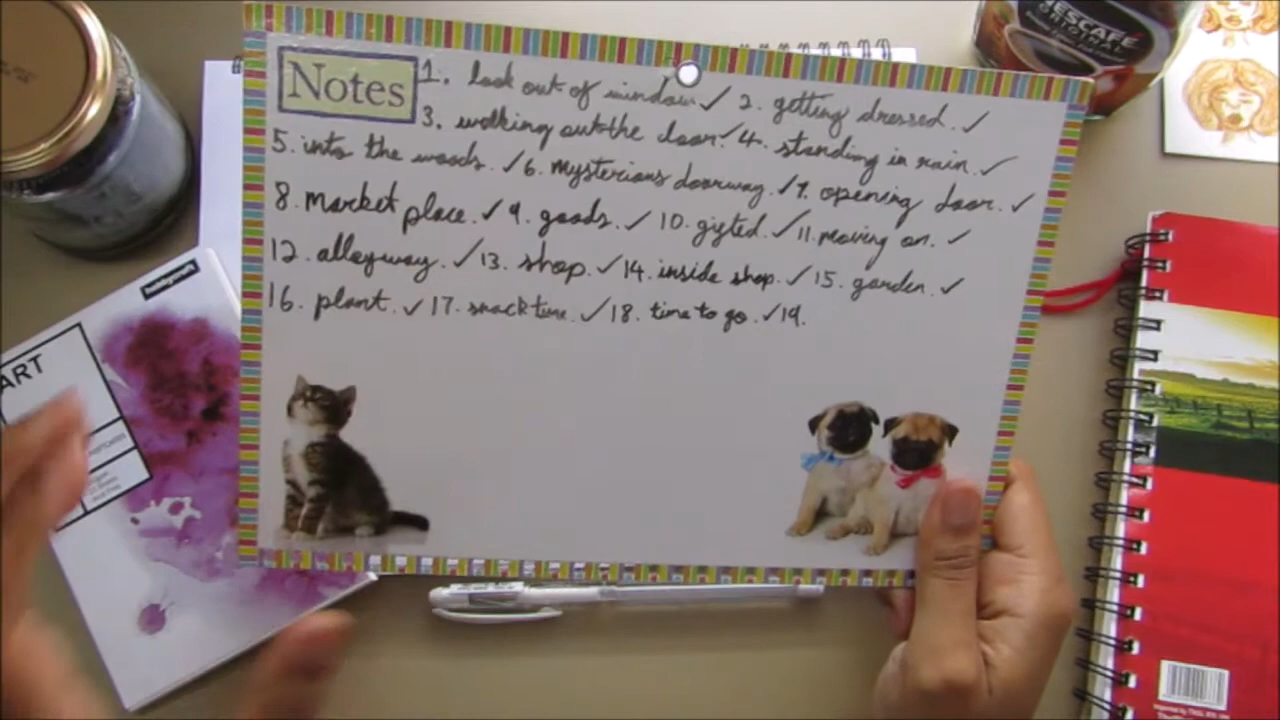 Notes 1. look out of window ✓ 2. getting dressed. ✓
3. walking out the door. ✓ 4. standing in rain. ✓
5. into the woods. ✓ 6. mysterious doorway. ✓ 7. opening door. ✓
8. market place. ✓ 9. goods. ✓ 10. gifted. ✓ 11. moving on. ✓
12. alleyway. ✓ 13. shop. ✓ 14. inside shop. ✓ 15. garden. ✓
16. plant. ✓ 17. snack time. ✓ 18. time to go. ✓ 19.
NESCAFÉ
ORIGINAL
ART